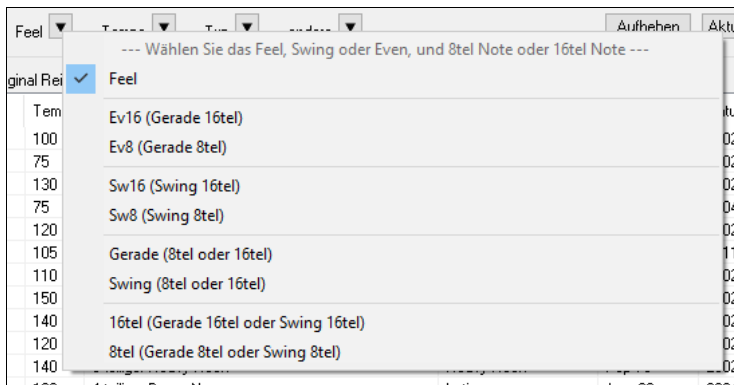 Feel
Aufheben
--- Wählen Sie das Feel, Swing oder Even, und 8tel Note oder 16tel Note ---
Feel
Ev16 (Gerade 16tel)
100
Ev8 (Gerade 8tel)
75
130
Sw16 (Swing 16tel)
75
Sw8 (Swing 8tel)
120
105
Gerade (8tel oder 16tel)
110
Swing (8tel oder 16tel)
150
140
16tel (Gerade 16tel oder Swing 16tel)
120
8tel (Gerade 8tel oder Swing 8tel)
140